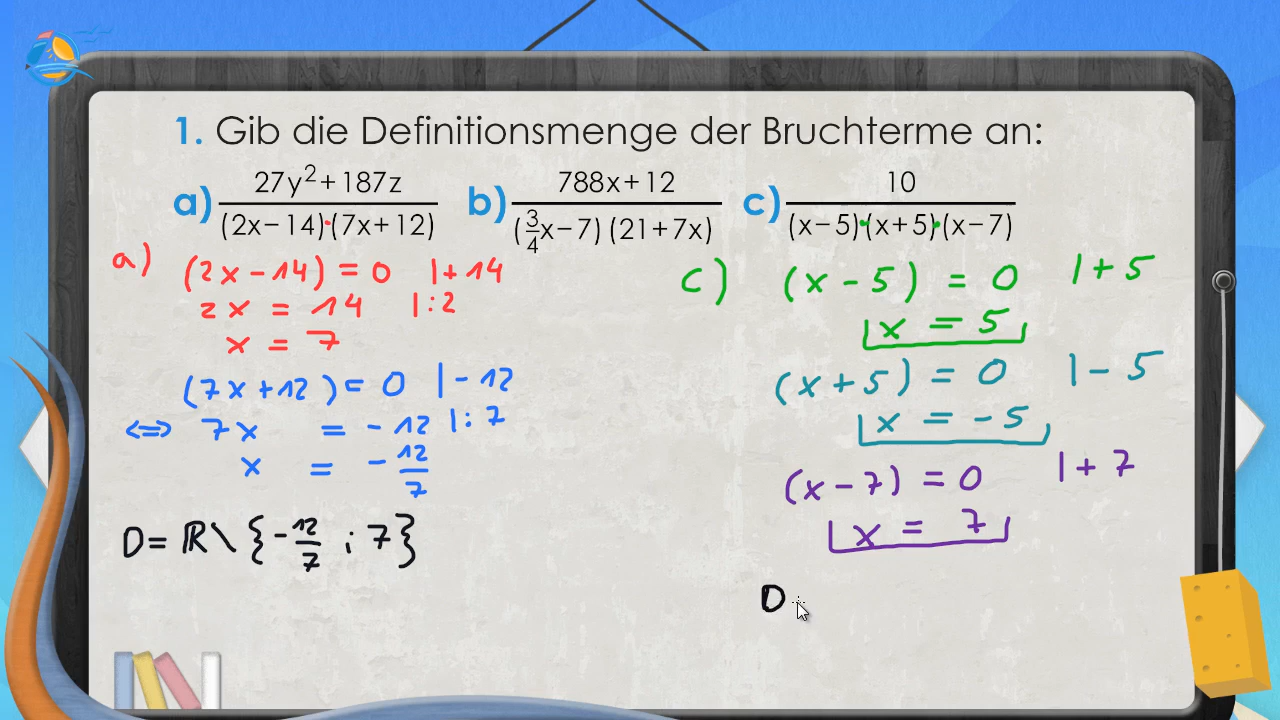 1. Gib die Definitionsmenge der Bruchterme an:
a) (27y²+187z)/((2x−14)·(7x+12)) b) (788x+12)/((3/4x−7)(21+7x)) c) 10/((x−5)·(x+5)·(x−7))
a) (2x-14) = 0 |+14
2x = 14 |:2
x = 7
(7x+12) = 0 |-12
<=> 7x = -12 |:7
x = -12/7
D = ℝ\{-12/7 ; 7}
c) (x-5) = 0 |+5
x = 5
(x+5) = 0 |-5
x = -5
(x-7) = 0 |+7
x = 7
D